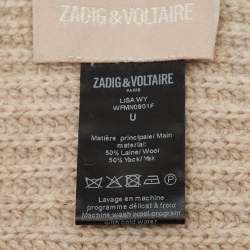 ZADIG & VOLTAIRE
ZADIG & VOLTAIRE
PARIS
LISA WY
WFMN0801F
U
Matière principale/Main
material:
50% Laine/Wool
50% Yack/Yak
Lavage en machine
programme délicat à froid
Machine wash wool program